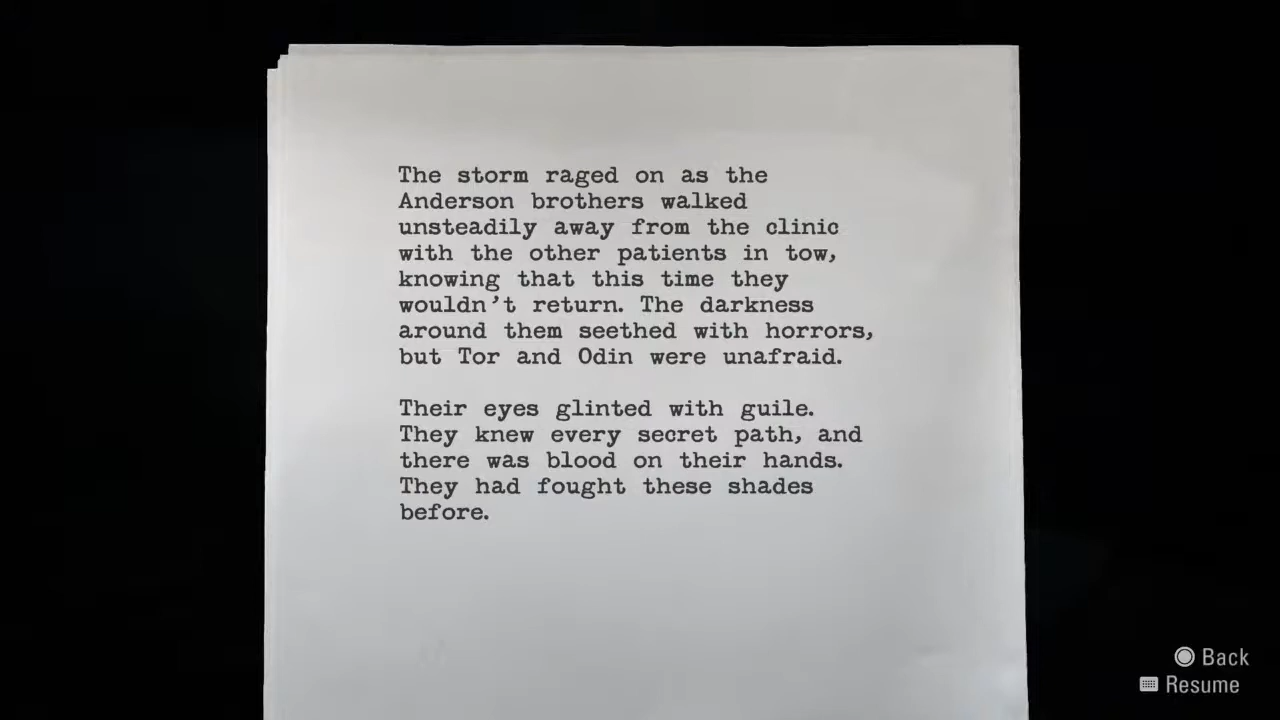 The storm raged on as the
Anderson brothers walked
unsteadily away from the clinic
with the other patients in tow,
knowing that this time they
wouldn't return. The darkness
around them seethed with horrors,
but Tor and Odin were unafraid.
Their eyes glinted with guile.
They knew every secret path, and
there was blood on their hands.
They had fought these shades
before.
Back
Resume